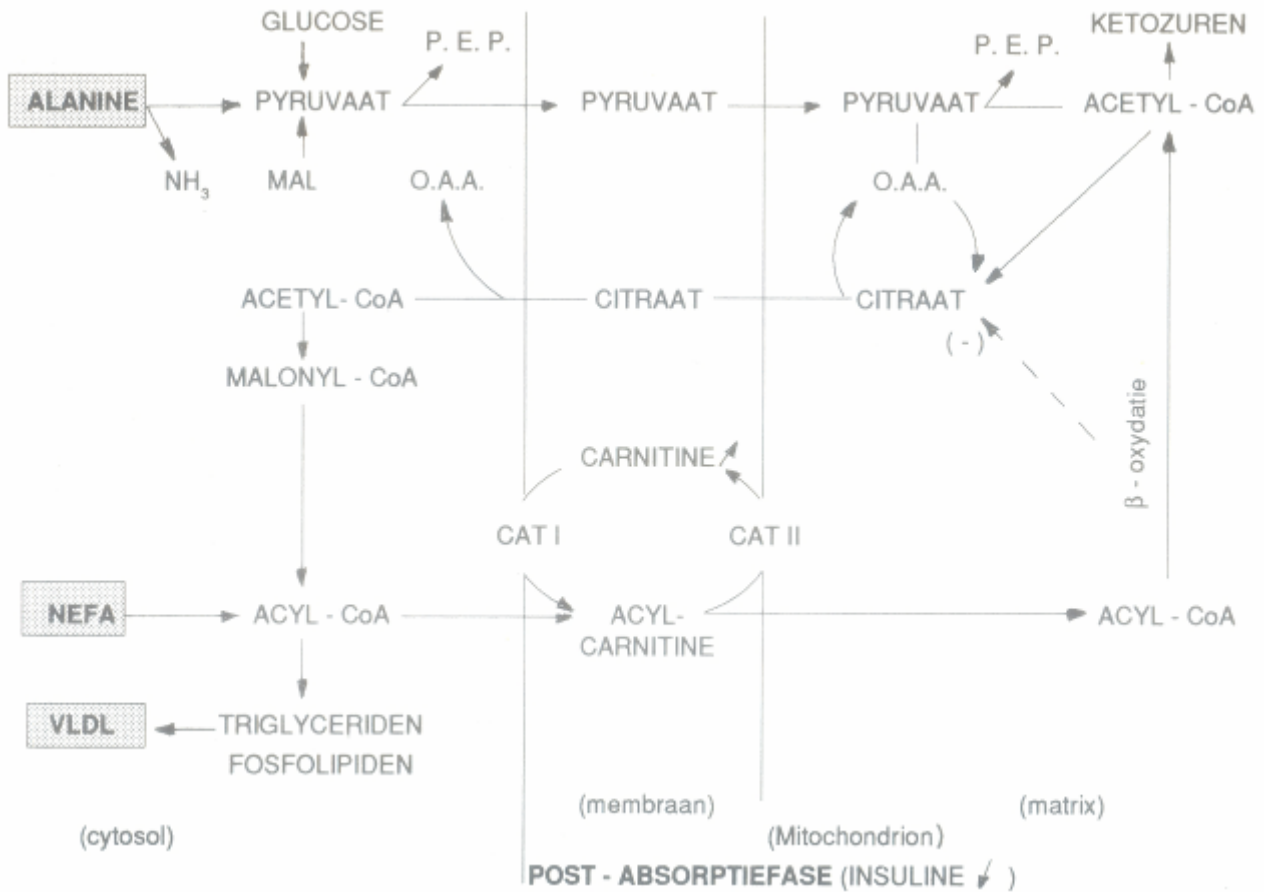 GLUCOSE
P. E. P.
P. E. P.
KETOZUREN
ALANINE
PYRUVAAT
PYRUVAAT
PYRUVAAT
ACETYL - CoA
NH₃
MAL
O.A.A.
O.A.A.
ACETYL- CoA
CITRAAT
CITRAAT
(-)
MALONYL - CoA
β - oxydatie
CARNITINE
CAT I
CAT II
NEFA
ACYL - CoA
ACYL-
CARNITINE
ACYL - CoA
VLDL
TRIGLYCERIDEN
FOSFOLIPIDEN
(membraan)
(matrix)
(cytosol)
(Mitochondrion)
POST - ABSORPTIEFASE (INSULINE )